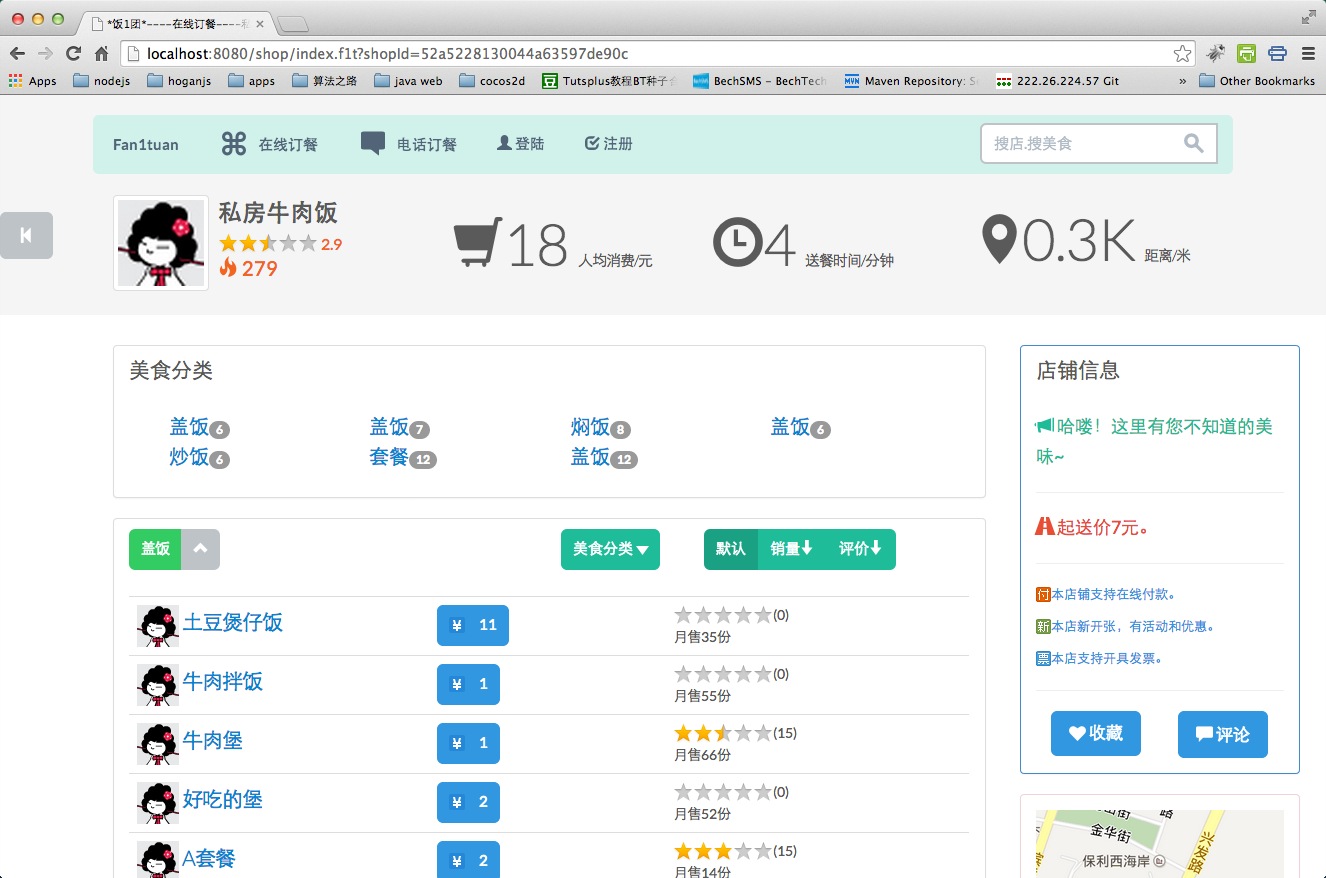 *饭1团*----在线订餐----私
localhost:8080/shop/index.f1t?shopId=52a5228130044a63597de90c
Apps nodejs hoganjs apps 算法之路 java web cocos2d Tutsplus教程BT种子 BechSMS – BechTech Maven Repository: 222.26.224.57 Git » Other Bookmarks
Fan1tuan 在线订餐 电话订餐 登陆 注册 搜店.搜美食
私房牛肉饭
2.9
279
18 人均消费/元 4 送餐时间/分钟 0.3K 距离/米
美食分类
盖饭 6 盖饭 7 焖饭 8 盖饭 6
炒饭 6 套餐 12 盖饭 12
盖饭 美食分类 默认 销量 评价
土豆煲仔饭 ¥ 11 (0)
月售35份
牛肉拌饭 ¥ 1 (0)
月售55份
牛肉堡 ¥ 1 (15)
月售66份
好吃的堡 ¥ 2 (0)
月售52份
A套餐 ¥ 2 (15)
月售14份
店铺信息
哈喽！这里有您不知道的美
味~
起送价7元。
付本店铺支持在线付款。
新本店新开张，有活动和优惠。
票本店支持开具发票。
收藏 评论
金华街
兴发路
保利西海岸
路